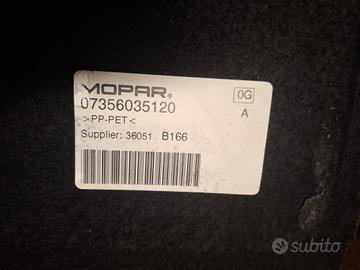 MOPAR®
0G
07356035120
A
>PP-PET<
Supplier: 36051 B166
subito